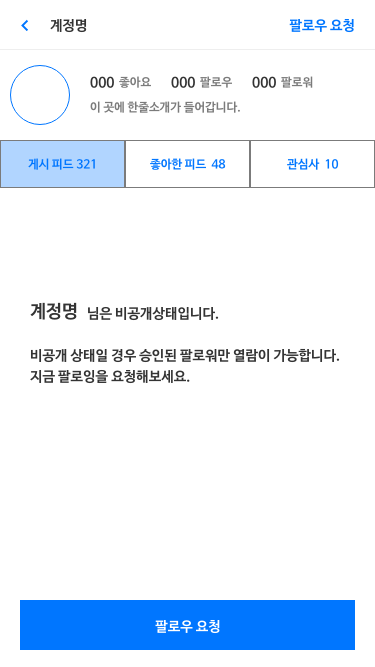 계정명 팔로우 요청
000 좋아요 000 팔로우 000 팔로워
이 곳에 한줄소개가 들어갑니다.
게시 피드 321 좋아한 피드 48 관심사 10
계정명 님은 비공개상태입니다.
비공개 상태일 경우 승인된 팔로워만 열람이 가능합니다.
지금 팔로잉을 요청해보세요.
팔로우 요청